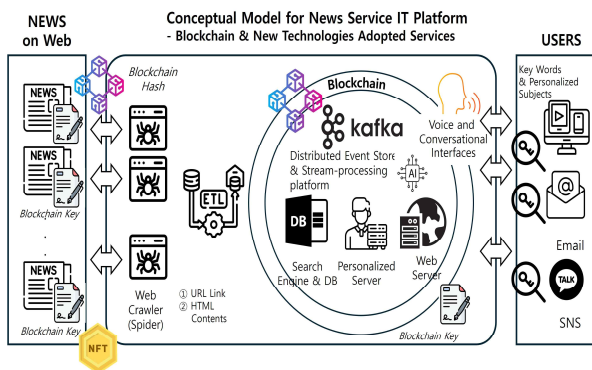 NEWS
on Web
Conceptual Model for News Service IT Platform
- Blockchain & New Technologies Adopted Services
USERS
NEWS
NEWS
Blockchain Key
.
.
NEWS
Blockchain Key
NFT
Blockchain
Hash
Web
Crawler
(Spider)
ETL
① URL Link
② HTML
Contents
Blockchain
kafka
Distributed Event Store
& Stream-processing
platform
AI
DB
Search
Engine & DB
Personalized
Server
Web
Server
Voice and
Conversational
Interfaces
Blockchain Key
Key Words
& Personalized
Subjects
@
Email
TALK
SNS